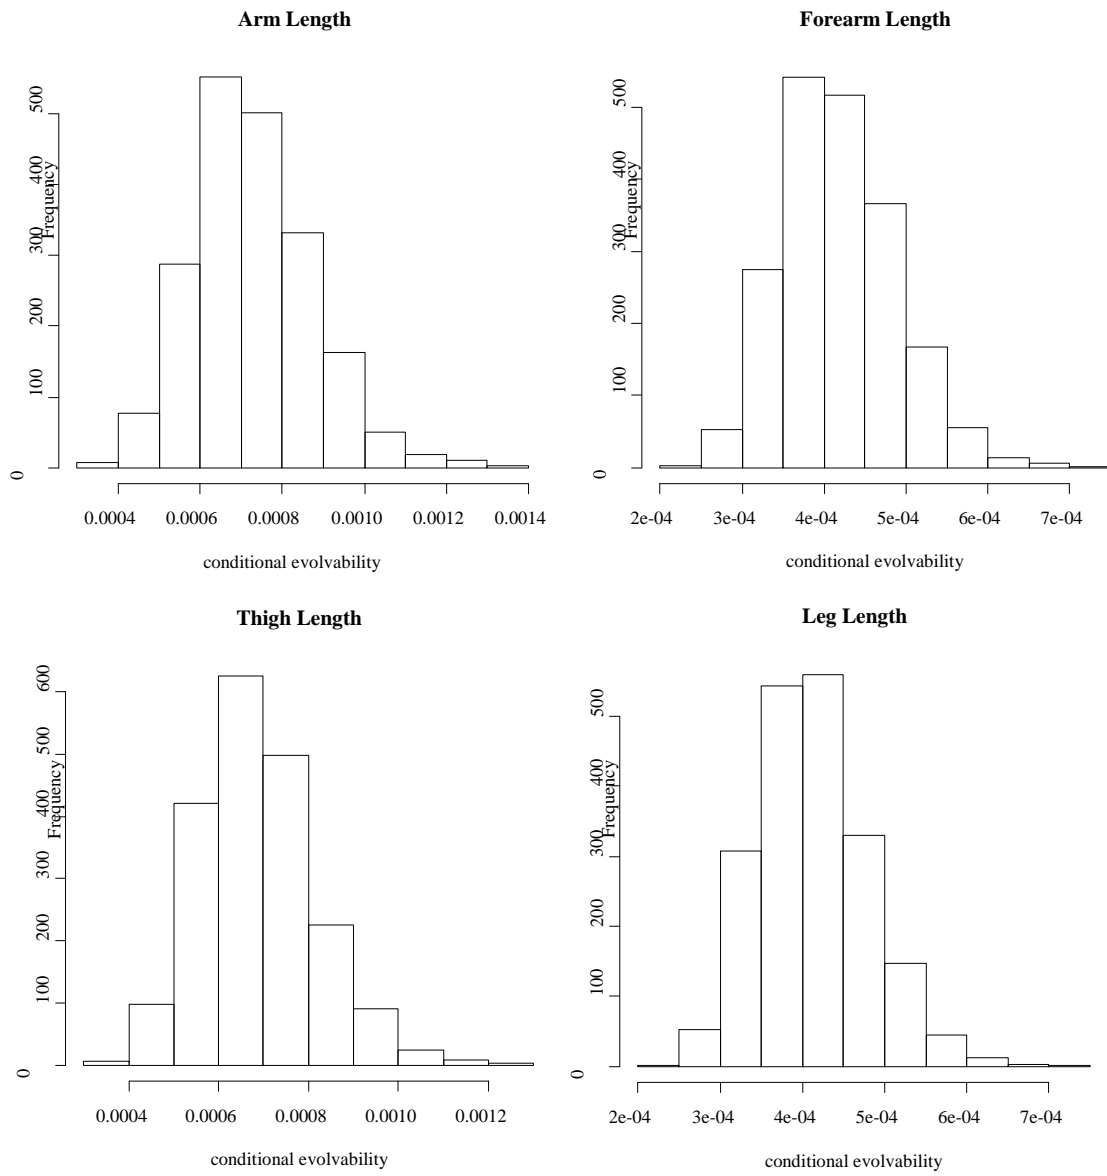 Arm Length
Frequency
0 100 200 300 400 500
0.0004 0.0006 0.0008 0.0010 0.0012 0.0014
conditional evolvability
Forearm Length
Frequency
0 100 200 300 400 500
2e-04 3e-04 4e-04 5e-04 6e-04 7e-04
conditional evolvability
Thigh Length
Frequency
0 100 200 300 400 500 600
0.0004 0.0006 0.0008 0.0010 0.0012
conditional evolvability
Leg Length
Frequency
0 100 200 300 400 500
2e-04 3e-04 4e-04 5e-04 6e-04 7e-04
conditional evolvability